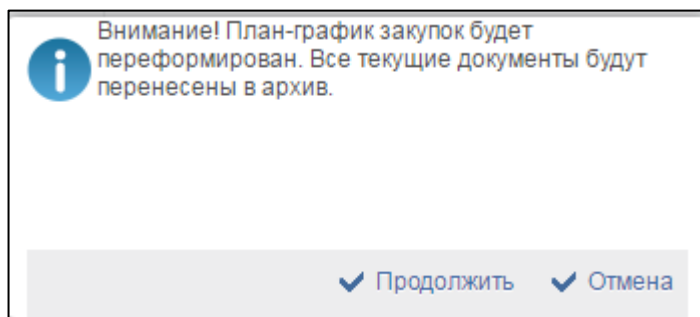 Внимание! План-график закупок будет
переформирован. Все текущие документы будут
перенесены в архив.
Продолжить Отмена